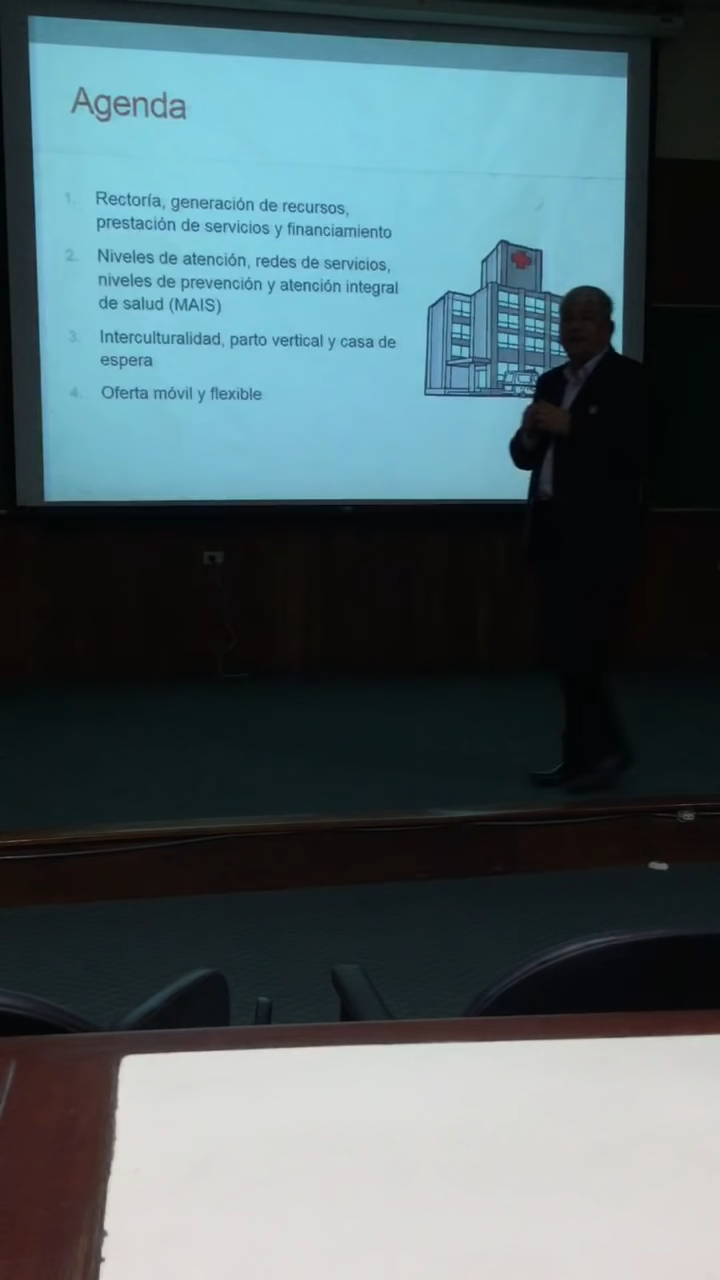 Agenda
1. Rectoría, generación de recursos,
prestación de servicios y financiamiento
2. Niveles de atención, redes de servicios,
niveles de prevención y atención integral
de salud (MAIS)
3. Interculturalidad, parto vertical y casa de
espera
4. Oferta móvil y flexible